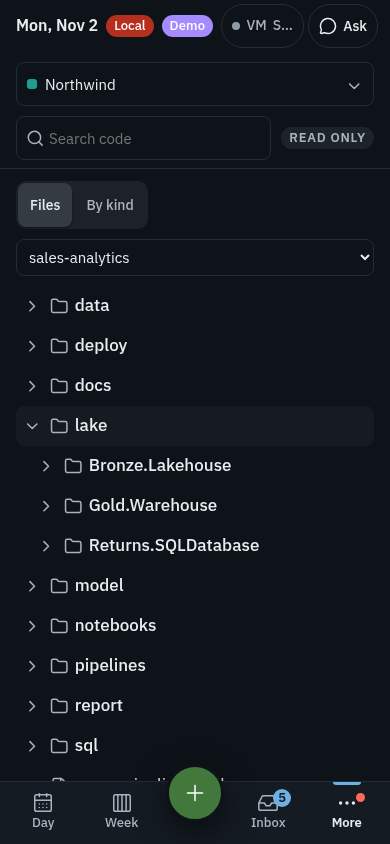 Mon, Nov 2 Local Demo VM S... Ask
Northwind
Search code READ ONLY
Files By kind
sales-analytics
data
deploy
docs
lake
Bronze.Lakehouse
Gold.Warehouse
Returns.SQLDatabase
model
notebooks
pipelines
report
sql
5
Day Week Inbox More